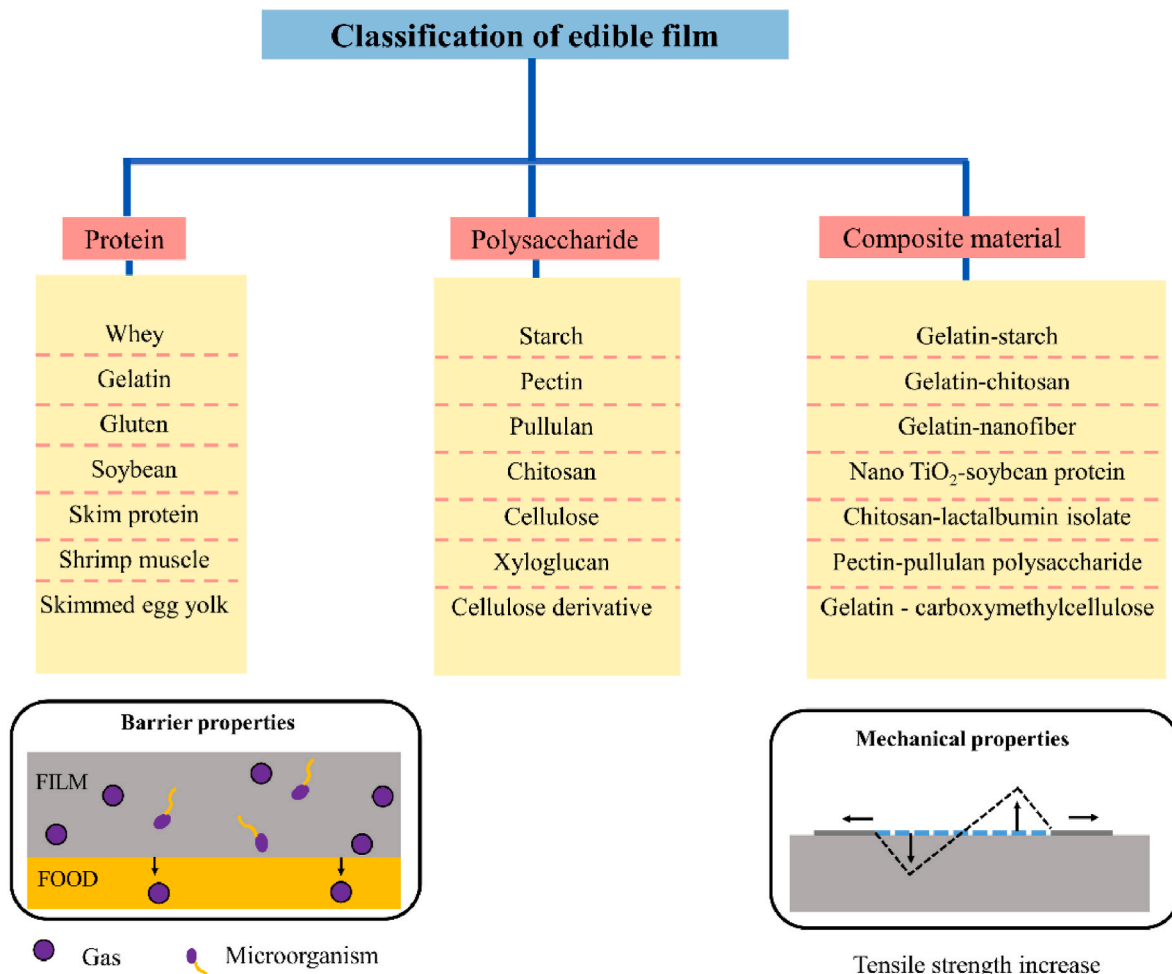 Classification of edible film
Protein
Polysaccharide
Composite material
Whey
Gelatin
Gluten
Soybean
Skim protein
Shrimp muscle
Skimmed egg yolk
Starch
Pectin
Pullulan
Chitosan
Cellulose
Xyloglucan
Cellulose derivative
Gelatin-starch
Gelatin-chitosan
Gelatin-nanofiber
Nano TiO₂-soybean protein
Chitosan-lactalbumin isolate
Pectin-pullulan polysaccharide
Gelatin - carboxymethylcellulose
Barrier properties
FILM
FOOD
Gas
Microorganism
Mechanical properties
Tensile strength increase